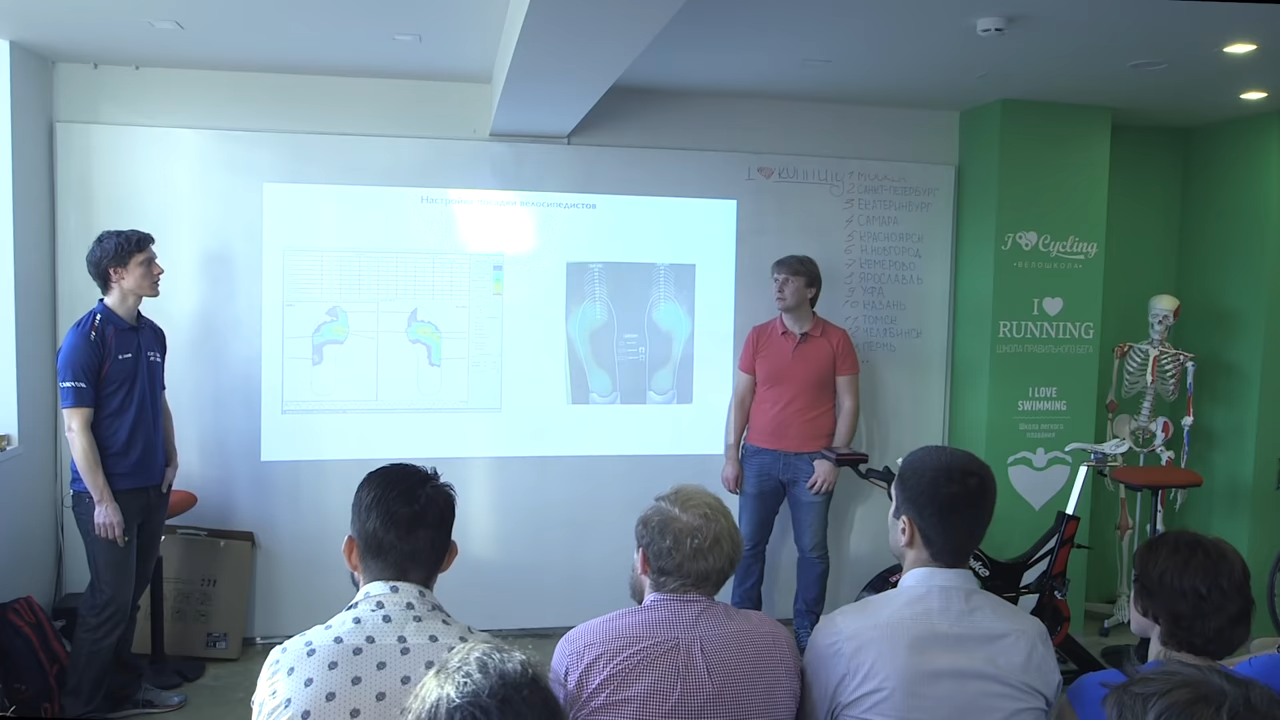 Настройка посадки велосипедистов
I ❤ RUNNING
1 МОСКВА
2 САНКТ-ПЕТЕРБУРГ
3 ЕКАТЕРИНБУРГ
4 САМАРА
5 КРАСНОЯРСК
6 Н.НОВГОРОД
7 КЕМЕРОВО
8 ЯРОСЛАВЛЬ
9 УФА
10 КАЗАНЬ
11 ТОМСК
12 ЧЕЛЯБИНСК
ПЕРМЬ
...
I Cycling
•ВЕЛОШКОЛА•
I ❤
RUNNING
ШКОЛА ПРАВИЛЬНОГО БЕГА
I LOVE
SWIMMING
Школа легкого
плавания
CANYON